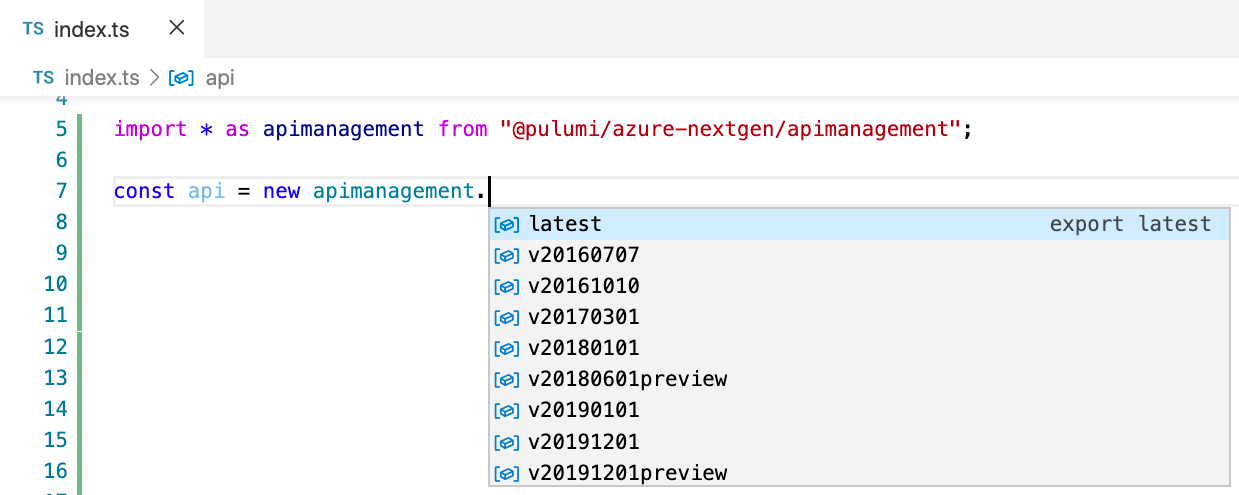 TS index.ts
TS index.ts > api
4
5 import * as apimanagement from "@pulumi/azure-nextgen/apimanagement";
6
7 const api = new apimanagement.
8 latest export latest
9 v20160707
10 v20161010
11 v20170301
12 v20180101
13 v20180601preview
14 v20190101
15 v20191201
16 v20191201preview